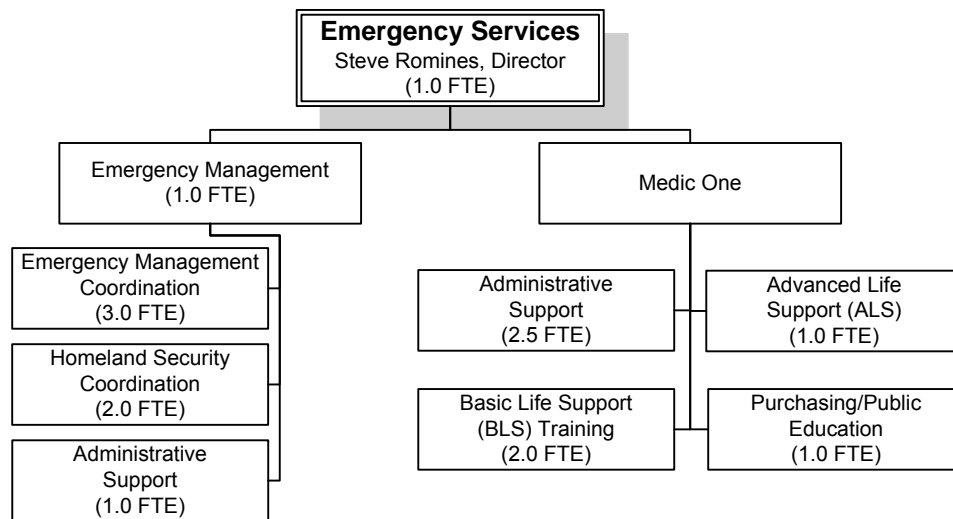 Emergency Services
Steve Romines, Director
(1.0 FTE)
Emergency Management
(1.0 FTE)
Medic One
Emergency Management
Coordination
(3.0 FTE)
Homeland Security
Coordination
(2.0 FTE)
Administrative
Support
(1.0 FTE)
Administrative
Support
(2.5 FTE)
Advanced Life
Support (ALS)
(1.0 FTE)
Basic Life Support
(BLS) Training
(2.0 FTE)
Purchasing/Public
Education
(1.0 FTE)